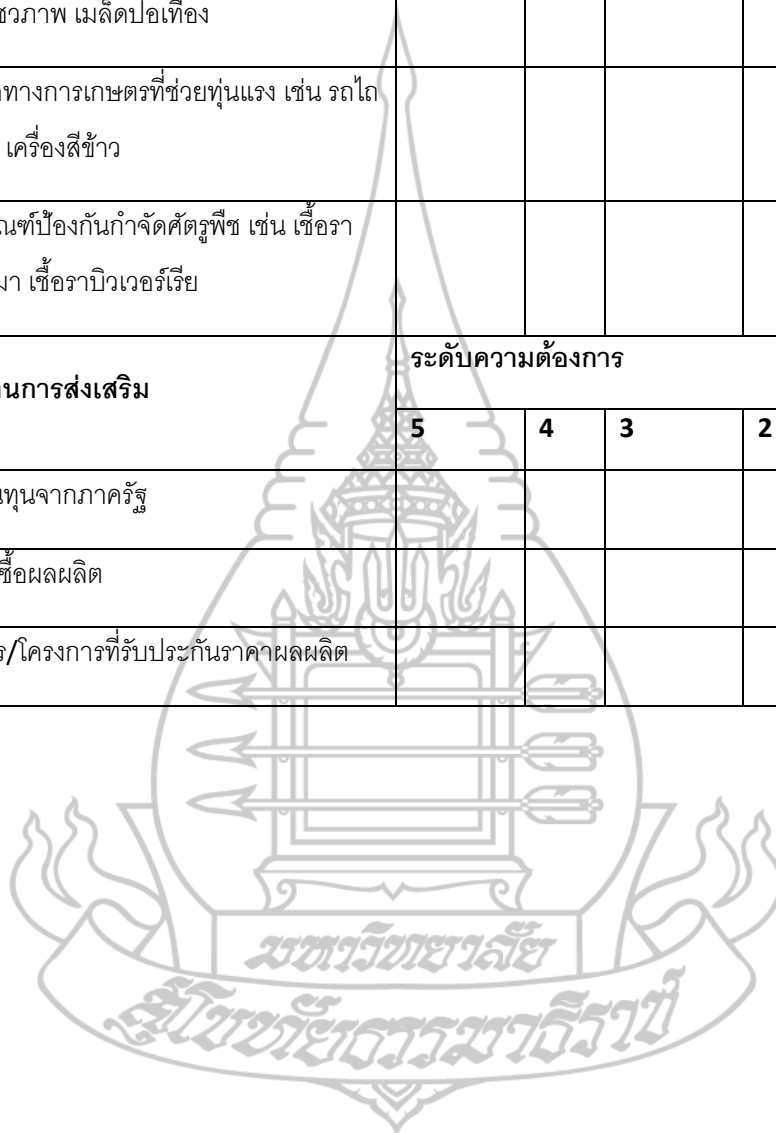 ชีวภาพ เมล็ดปอเทือง
ทางการเกษตรที่ช่วยทุ่นแรง เช่น รถไถ
เครื่องสีข้าว
ณฑ์ป้องกันกำจัดศัตรูพืช เช่น เชื้อรา
มา เชื้อราบิวเวอร์เรีย
นการส่งเสริม
ระดับความต้องการ
5 4 3 2
ทุนจากภาครัฐ
ซื้อผลผลิต
ร/โครงการที่รับประกันราคาผลผลิต
มหาวิทยาลัย
สุโขทัยธรรมาธิราช